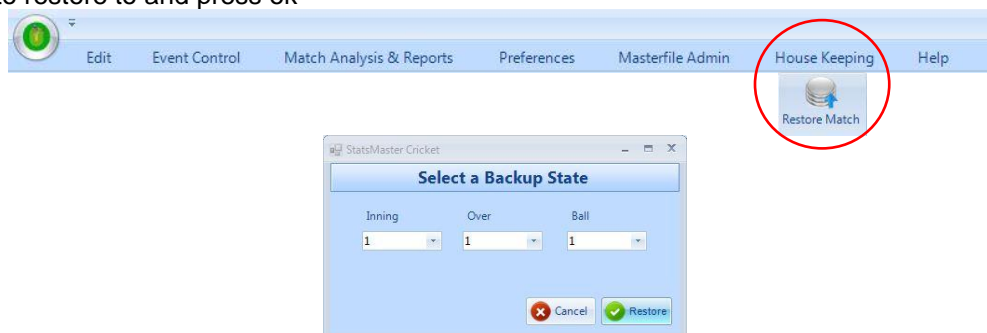 to restore to and press ok
Edit Event Control Match Analysis & Reports Preferences Masterfile Admin House Keeping Help
Restore Match
StatsMaster Cricket
Select a Backup State
Inning Over Ball
1 1 1
Cancel Restore